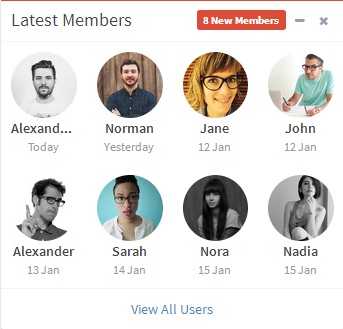 Latest Members
8 New Members
Alexand...
Norman
Jane
John
Today
Yesterday
12 Jan
12 Jan
Alexander
Sarah
Nora
Nadia
13 Jan
14 Jan
15 Jan
15 Jan
View All Users